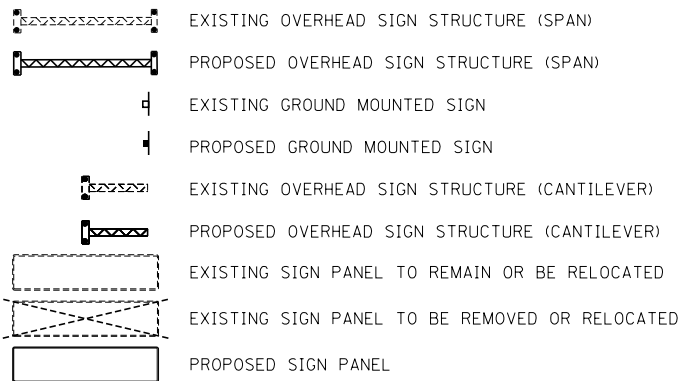 EXISTING OVERHEAD SIGN STRUCTURE (SPAN)
PROPOSED OVERHEAD SIGN STRUCTURE (SPAN)
EXISTING GROUND MOUNTED SIGN
PROPOSED GROUND MOUNTED SIGN
EXISTING OVERHEAD SIGN STRUCTURE (CANTILEVER)
PROPOSED OVERHEAD SIGN STRUCTURE (CANTILEVER)
EXISTING SIGN PANEL TO REMAIN OR BE RELOCATED
EXISTING SIGN PANEL TO BE REMOVED OR RELOCATED
PROPOSED SIGN PANEL